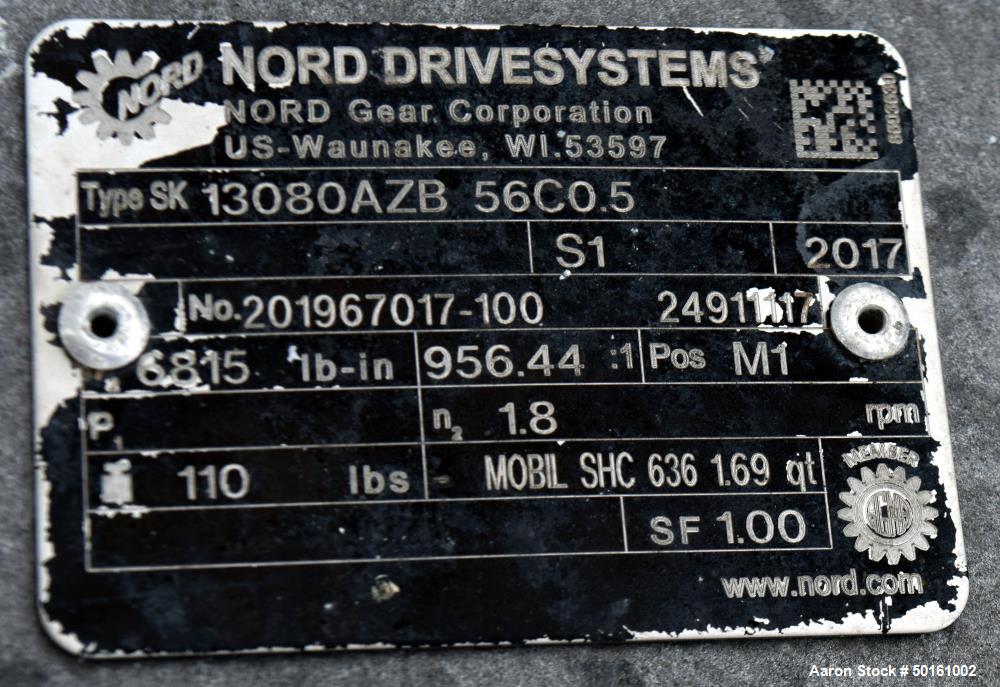 NORD NORD DRIVESYSTEMS
NORD Gear Corporation
US-Waunakee, WI.53597
Type SK 13080AZB 56C0.5
S1 2017
No. 201967017-100 24911117
6815 lb-in 956.44 :1 Pos M1
P1 n2 1.8 rpm
110 lbs - MOBIL SHC 636 1.69 qt
MEMBER
SF 1.00
www.nord.com
Aaron Stock # 50161002